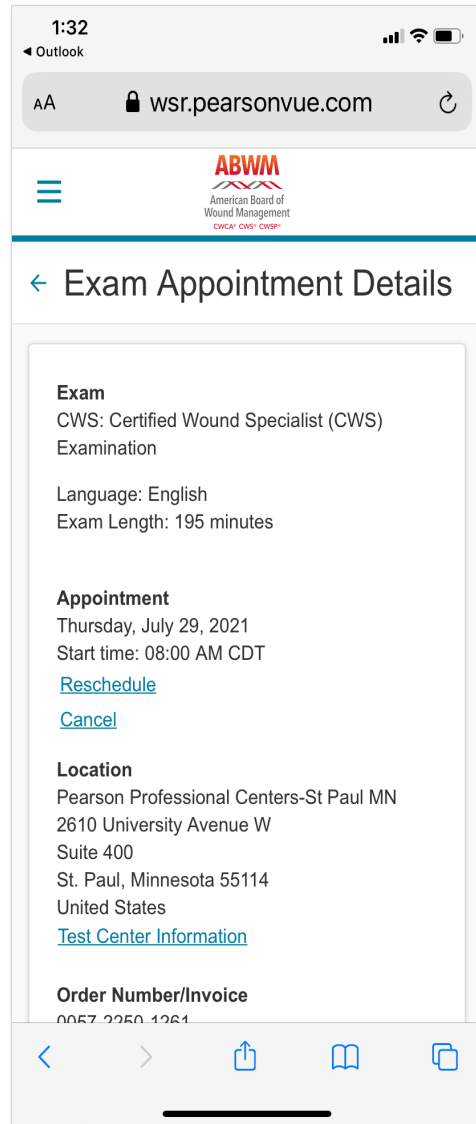 1:32
◀ Outlook
AA wsr.pearsonvue.com
ABWM
American Board of
Wound Management
CWCA® CWS® CWSP®
← Exam Appointment Details
Exam
CWS: Certified Wound Specialist (CWS)
Examination
Language: English
Exam Length: 195 minutes
Appointment
Thursday, July 29, 2021
Start time: 08:00 AM CDT
Reschedule
Cancel
Location
Pearson Professional Centers-St Paul MN
2610 University Avenue W
Suite 400
St. Paul, Minnesota 55114
United States
Test Center Information
Order Number/Invoice
0057-2250-1261